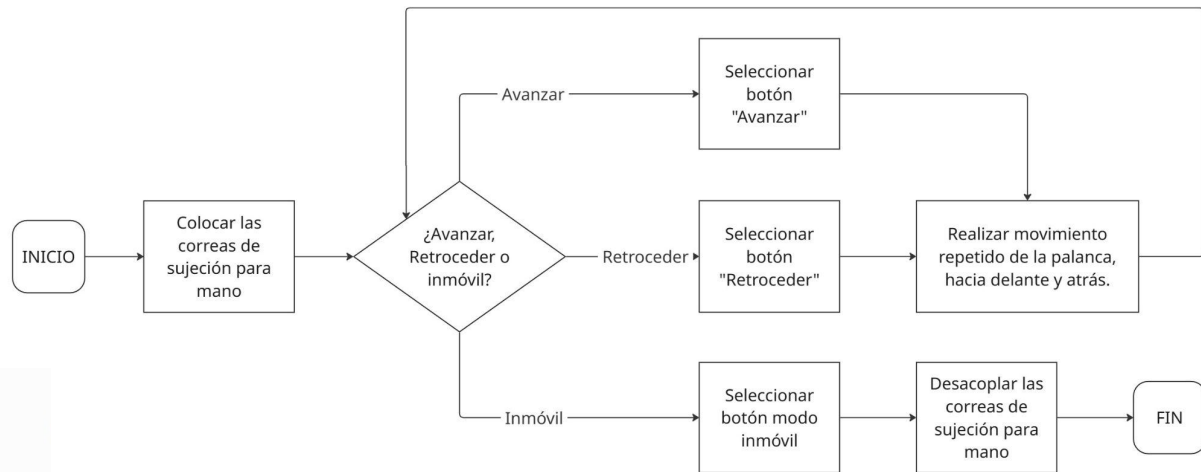 INICIO
Colocar las
correas de
sujeción para
mano
¿Avanzar,
Retroceder o
inmóvil?
Avanzar
Seleccionar
botón
"Avanzar"
Retroceder
Seleccionar
botón
"Retroceder"
Realizar movimiento
repetido de la palanca,
hacia delante y atrás.
Inmóvil
Seleccionar
botón modo
inmóvil
Desacoplar las
correas de
sujeción para
mano
FIN